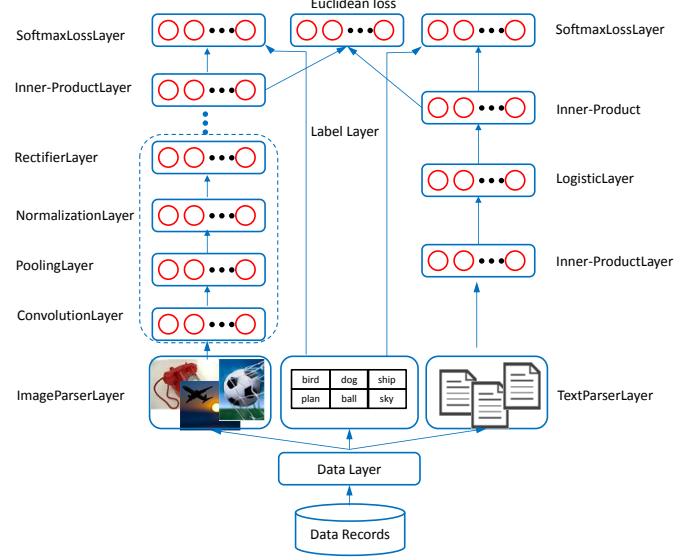 Euclidean loss
SoftmaxLossLayer
SoftmaxLossLayer
Inner-ProductLayer
Inner-Product
Label Layer
RectifierLayer
LogisticLayer
NormalizationLayer
PoolingLayer
Inner-ProductLayer
ConvolutionLayer
bird dog ship
plan ball sky
ImageParserLayer
TextParserLayer
Data Layer
Data Records